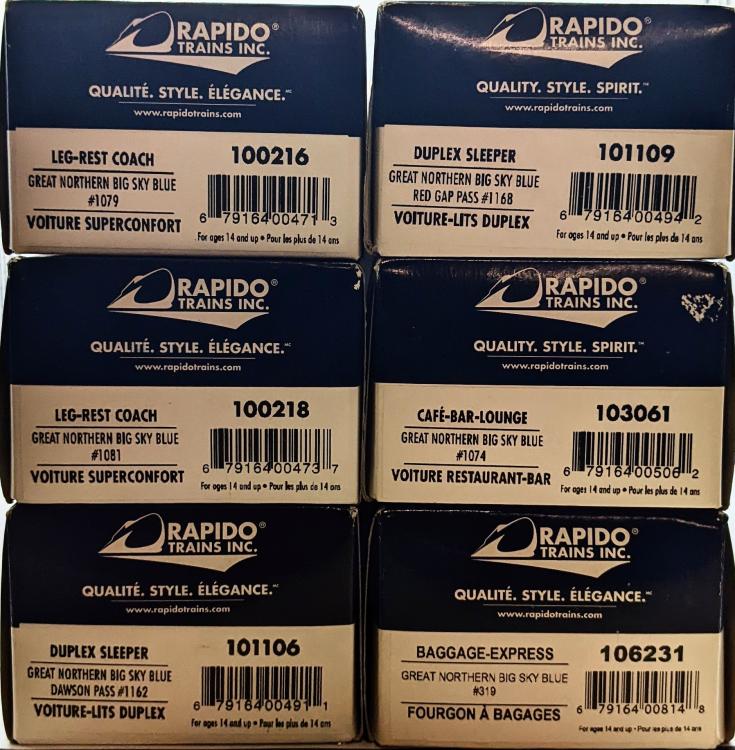 RAPIDO®
TRAINS INC.
QUALITÉ. STYLE. ÉLÉGANCE.MC
www.rapidotrains.com
LEG-REST COACH
GREAT NORTHERN BIG SKY BLUE
#1079
VOITURE SUPERCONFORT
100216
6 79164 00471 3
For ages 14 and up • Pour les plus de 14 ans
RAPIDO®
TRAINS INC.
QUALITY. STYLE. SPIRIT.™
www.rapidotrains.com
DUPLEX SLEEPER
GREAT NORTHERN BIG SKY BLUE
RED GAP PASS #1168
VOITURE-LITS DUPLEX
101109
6 79164 00494 2
For ages 14 and up • Pour les plus de 14 ans
RAPIDO®
TRAINS INC.
QUALITÉ. STYLE. ÉLÉGANCE.MC
www.rapidotrains.com
LEG-REST COACH
GREAT NORTHERN BIG SKY BLUE
#1081
VOITURE SUPERCONFORT
100218
6 79164 00473 7
For ages 14 and up • Pour les plus de 14 ans
RAPIDO®
TRAINS INC.
QUALITY. STYLE. SPIRIT.™
www.rapidotrains.com
CAFÉ-BAR-LOUNGE
GREAT NORTHERN BIG SKY BLUE
#1074
VOITURE RESTAURANT-BAR
103061
6 79164 00506 2
For ages 14 and up • Pour les plus de 14 ans
RAPIDO®
TRAINS INC.
QUALITÉ. STYLE. ÉLÉGANCE.MC
www.rapidotrains.com
DUPLEX SLEEPER
GREAT NORTHERN BIG SKY BLUE
DAWSON PASS #1162
VOITURE-LITS DUPLEX
101106
6 79164 00491 1
For ages 14 and up • Pour les plus de 14 ans
RAPIDO®
TRAINS INC.
QUALITÉ. STYLE. ÉLÉGANCE.MC
www.rapidotrains.com
BAGGAGE-EXPRESS
GREAT NORTHERN BIG SKY BLUE
#319
FOURGON À BAGAGES
106231
6 79164 00814 8
For ages 14 and up • Pour les plus de 14 ans